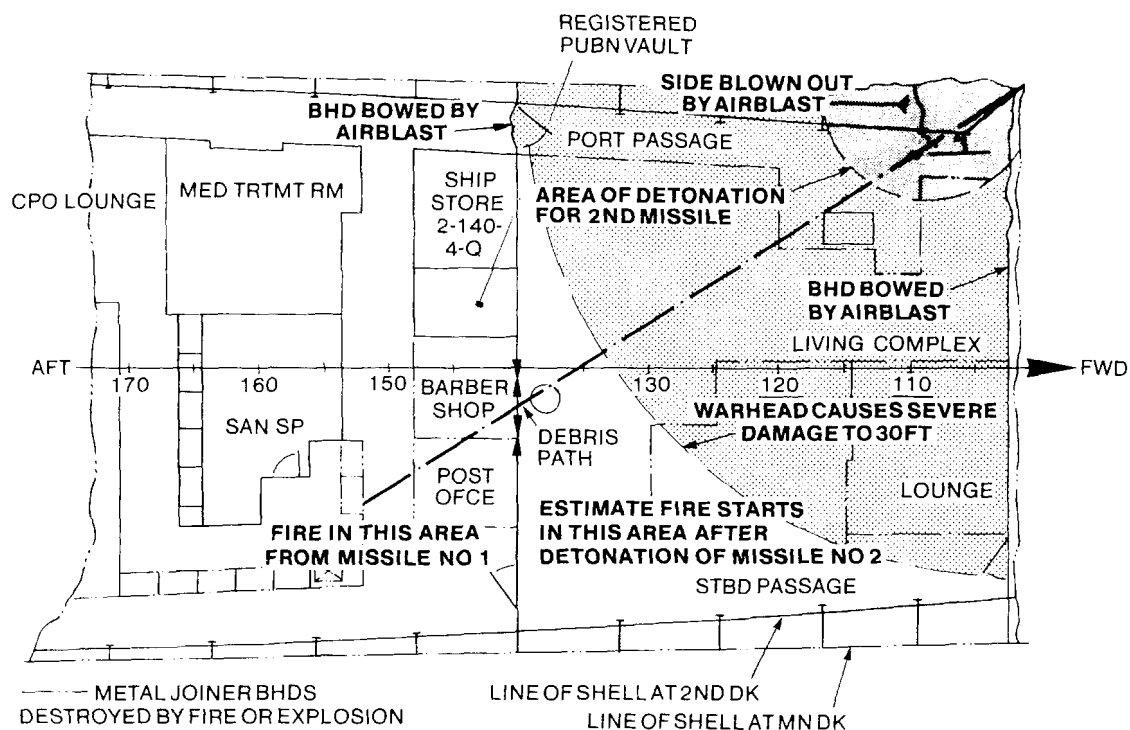 REGISTERED
PUBN VAULT
SIDE BLOWN OUT
BY AIRBLAST
BHD BOWED BY
AIRBLAST
PORT PASSAGE
CPO LOUNGE
MED TRTMT RM
SHIP
STORE
2-140-
4-Q
AREA OF DETONATION
FOR 2ND MISSILE
BHD BOWED
BY AIRBLAST
LIVING COMPLEX
AFT
FWD
170
160
150
130
120
110
BARBER
SHOP
WARHEAD CAUSES SEVERE
DAMAGE TO 30FT
SAN SP
DEBRIS
PATH
POST
OFCE
LOUNGE
FIRE IN THIS AREA
FROM MISSILE NO 1
ESTIMATE FIRE STARTS
IN THIS AREA AFTER
DETONATION OF MISSILE NO 2
STBD PASSAGE
METAL JOINER BHDS
DESTROYED BY FIRE OR EXPLOSION
LINE OF SHELL AT 2ND DK
LINE OF SHELL AT MN DK